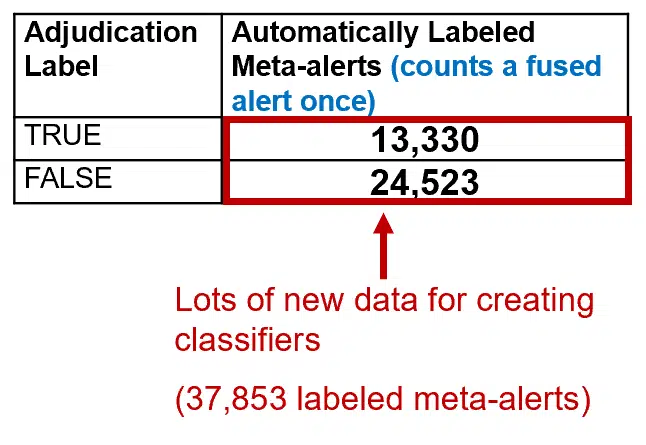 Adjudication
Label
Automatically Labeled
Meta-alerts (counts a fused
alert once)
TRUE
13,330
FALSE
24,523
Lots of new data for creating
classifiers
(37,853 labeled meta-alerts)